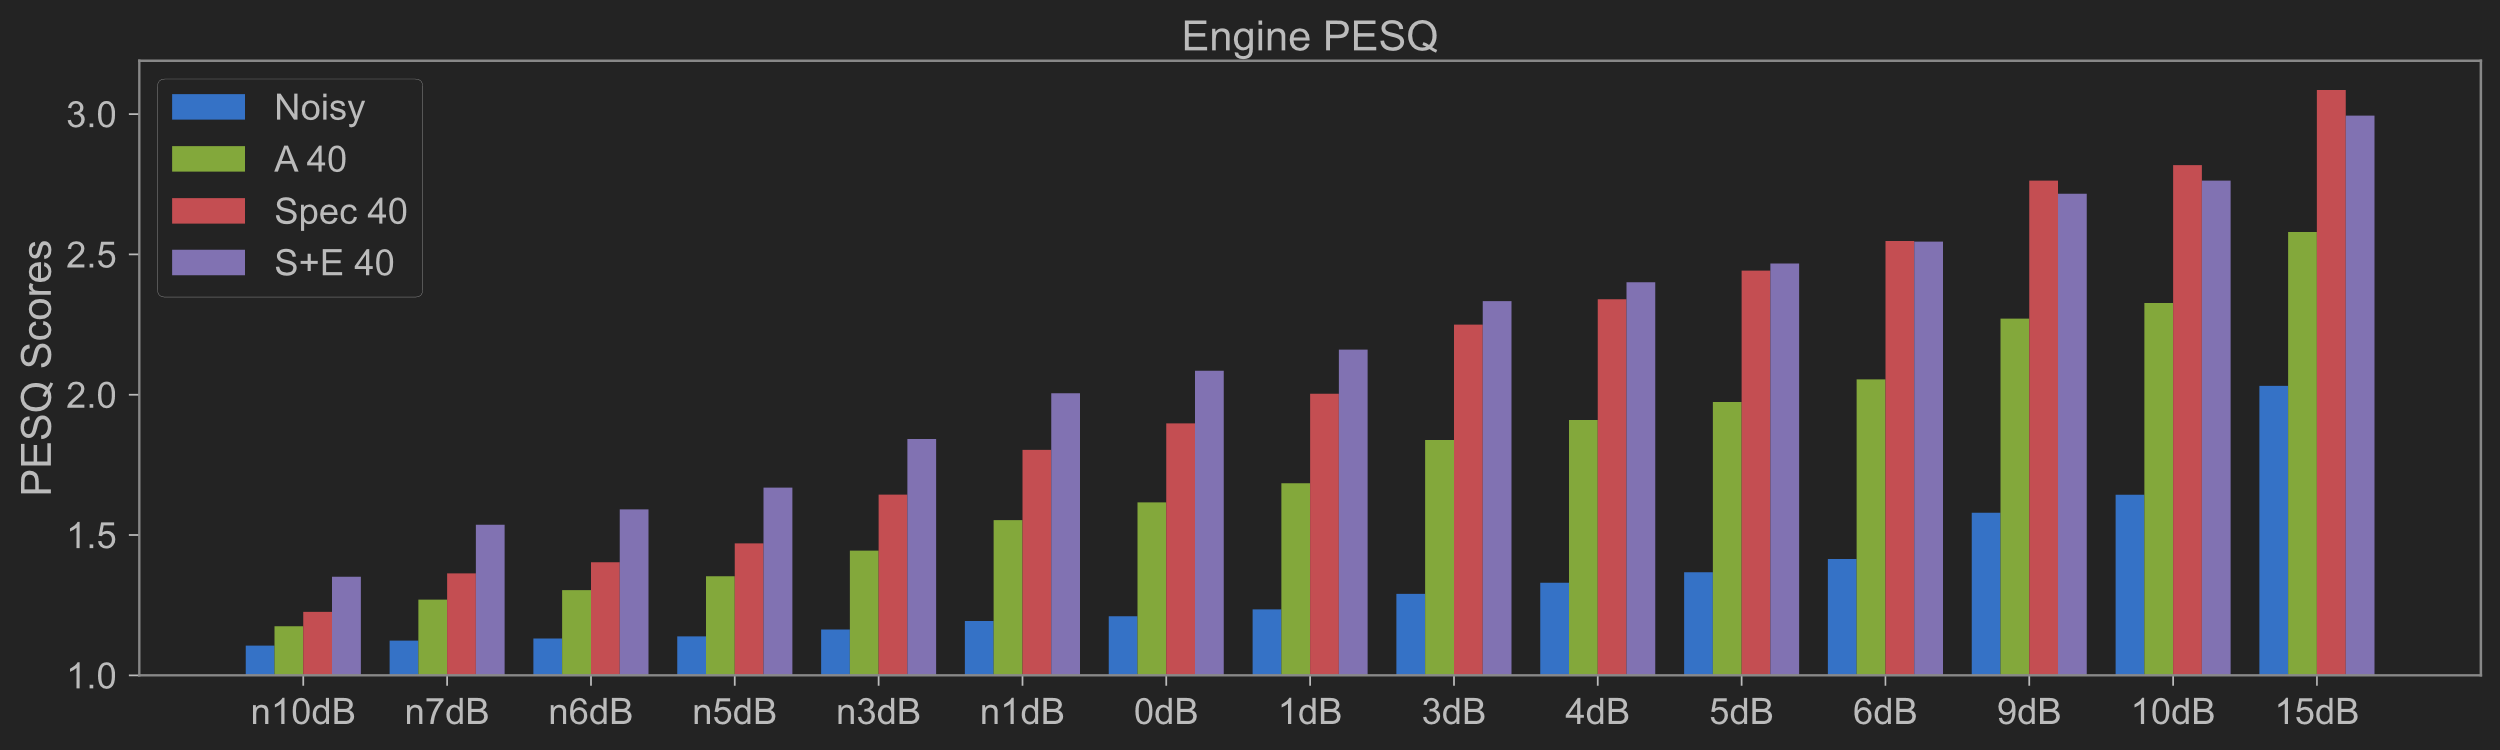 Engine PESQ
Noisy
A 40
Spec 40
S+E 40
PESQ Scores
3.0
2.5
2.0
1.5
1.0
n10dB n7dB n6dB n5dB n3dB n1dB 0dB 1dB 3dB 4dB 5dB 6dB 9dB 10dB 15dB